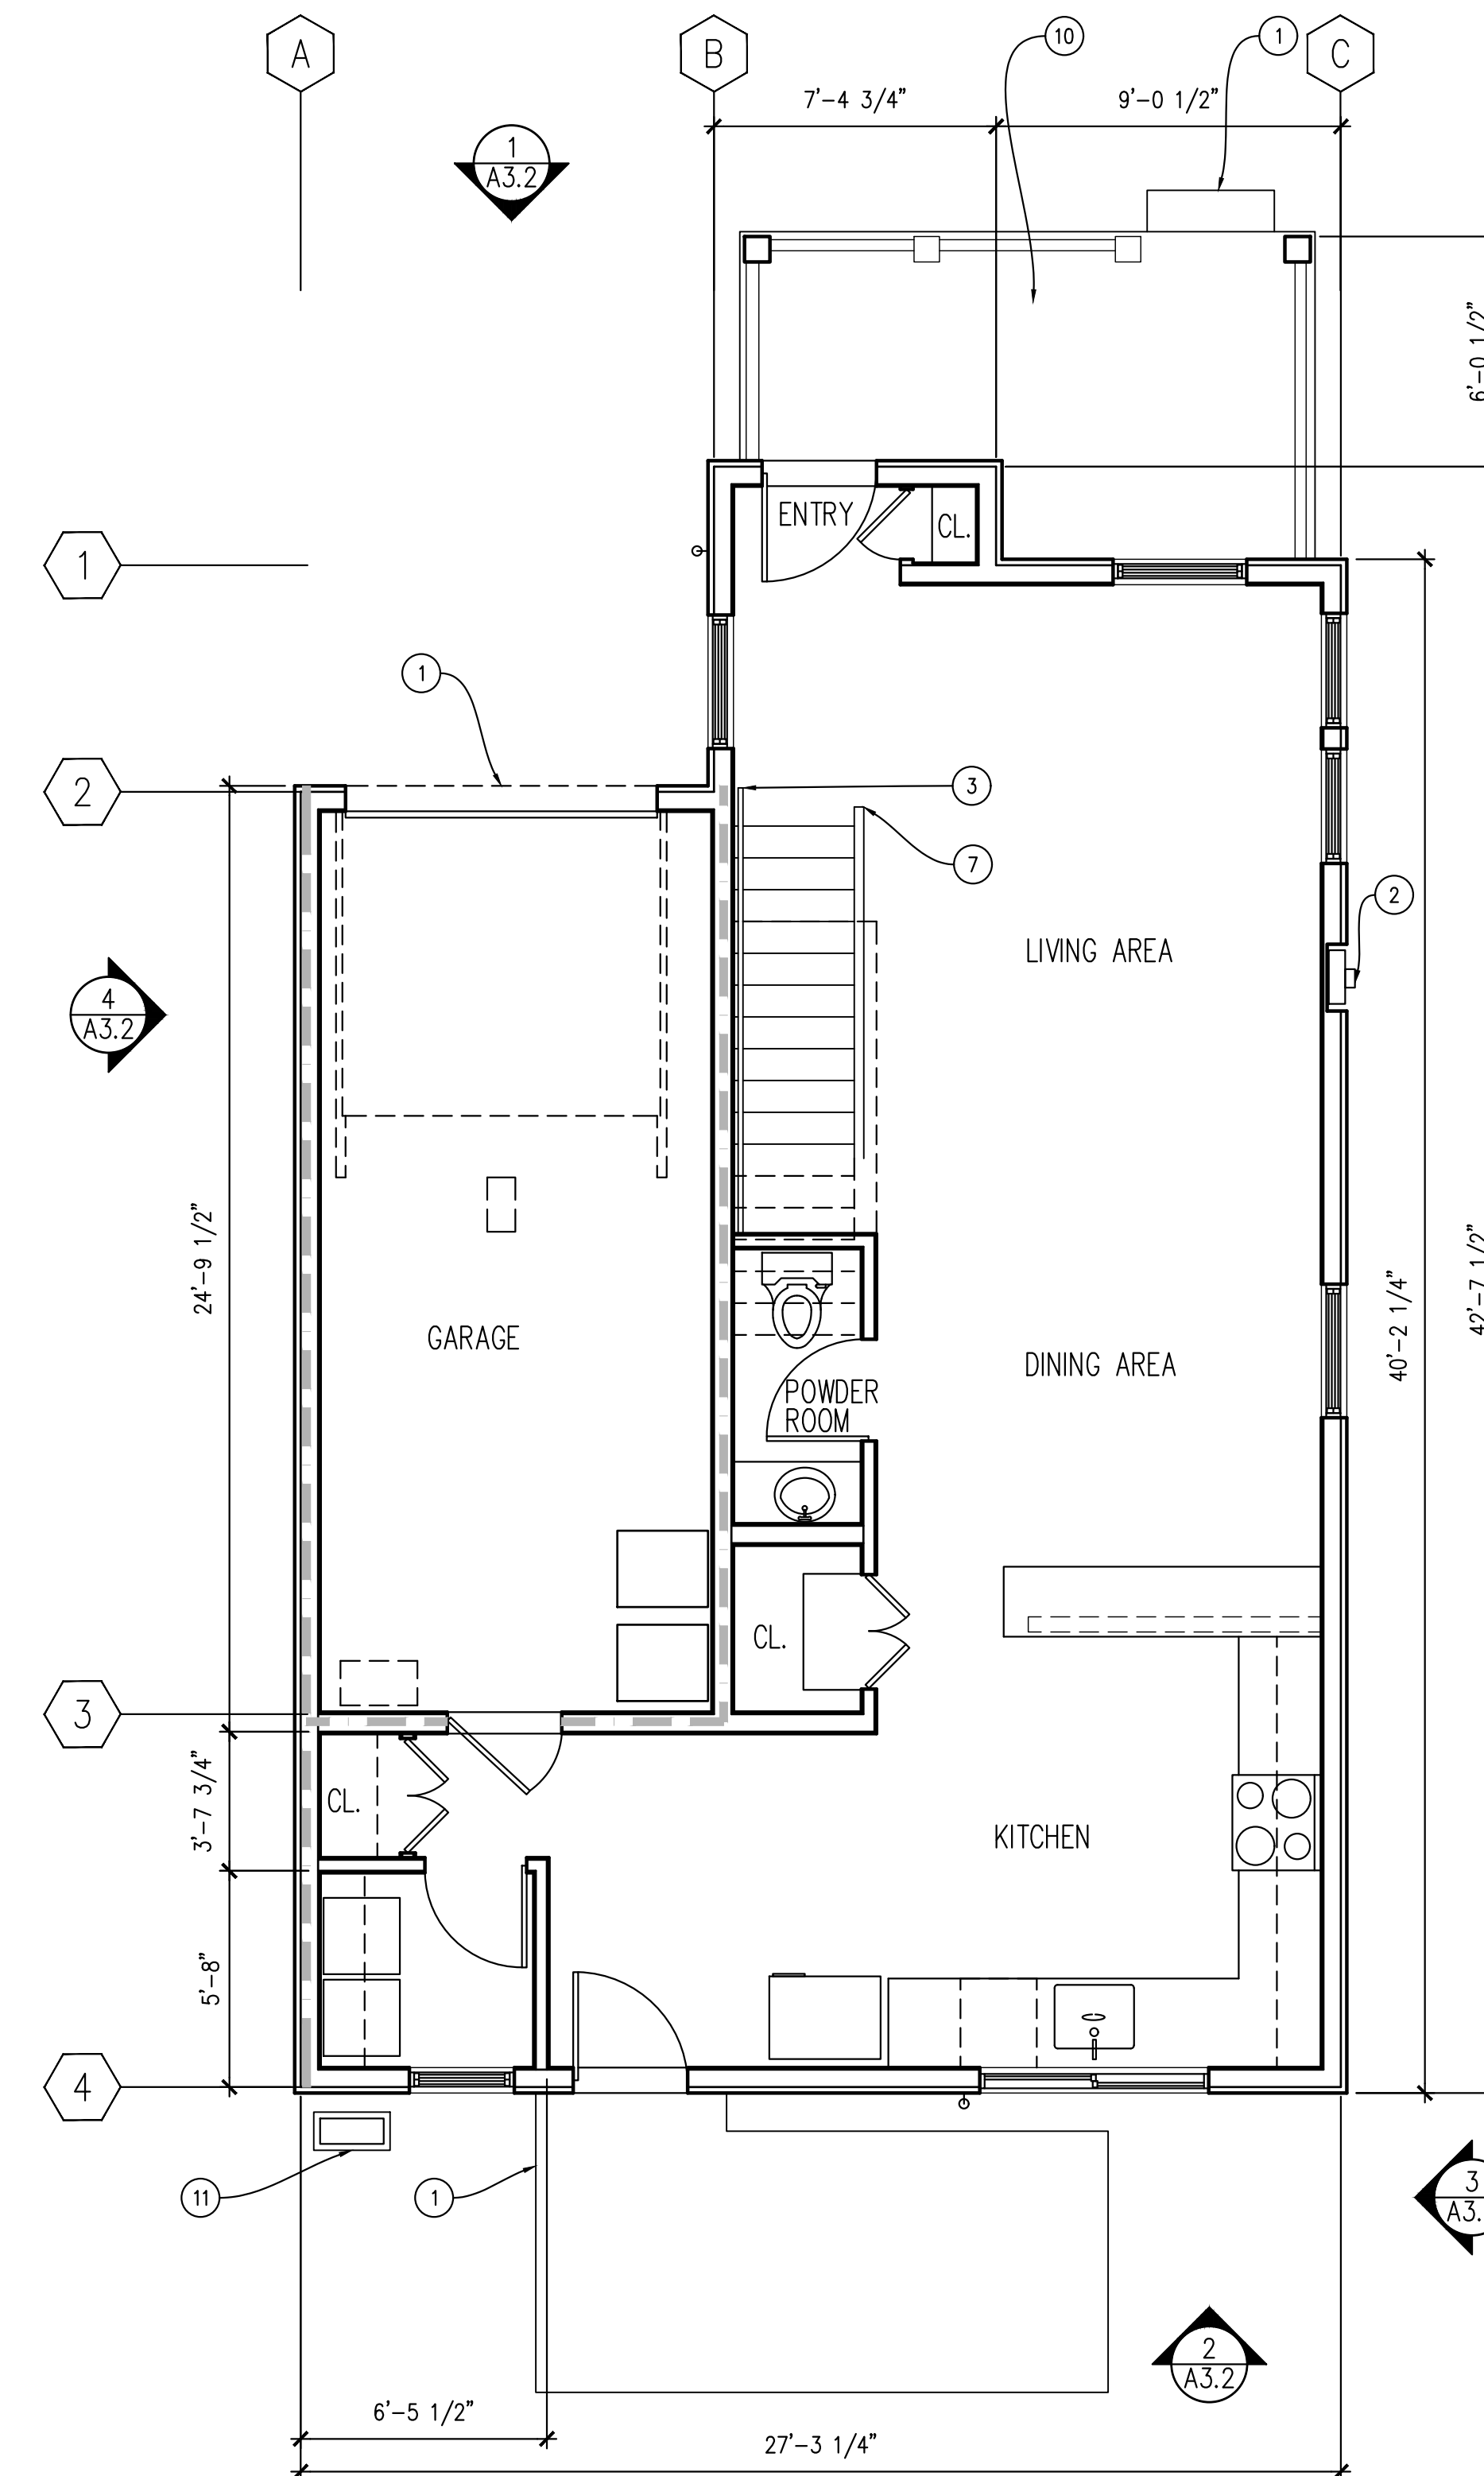 A
B
C
10
1
7'-4 3/4"
9'-0 1/2"
1
A3.2
6'-0 1/2"
ENTRY
CL.
1
1
2
3
7
2
LIVING AREA
4
A3.2
24'-9 1/2"
40'-2 1/4"
42'-7 1/2"
GARAGE
DINING AREA
POWDER
ROOM
CL.
3
3'-7 3/4"
CL.
KITCHEN
5'-8"
4
11
1
3
A3.
2
A3.2
6'-5 1/2"
27'-3 1/4"